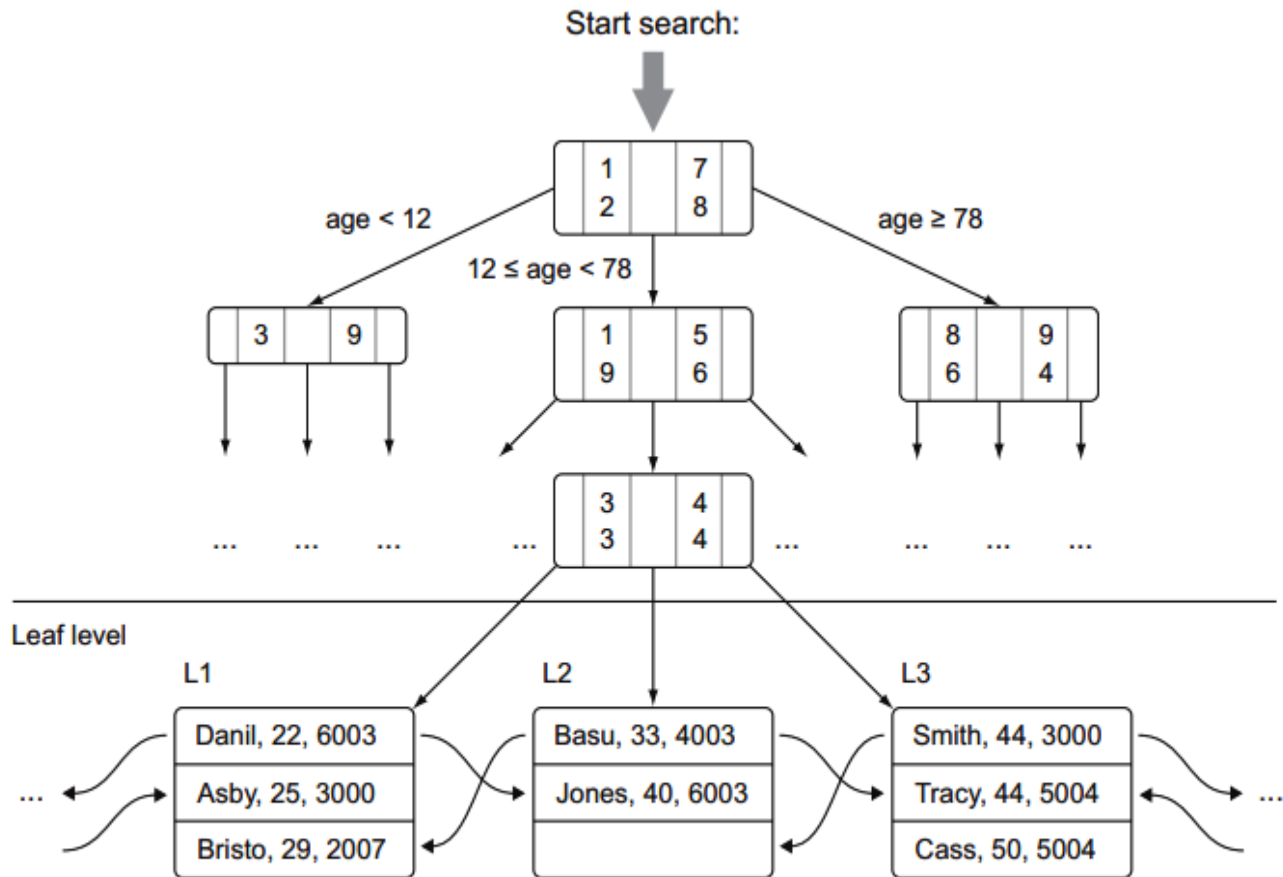 Start search:
1 7
2 8
age < 12
age ≥ 78
12 ≤ age < 78
3 9
1 5
9 6
8 9
6 4
3 4
... ... ... ... 3 4 ... ... ... ...
Leaf level
L1 L2 L3
Danil, 22, 6003 Basu, 33, 4003 Smith, 44, 3000
... Asby, 25, 3000 Jones, 40, 6003 Tracy, 44, 5004 ...
Bristo, 29, 2007 Cass, 50, 5004